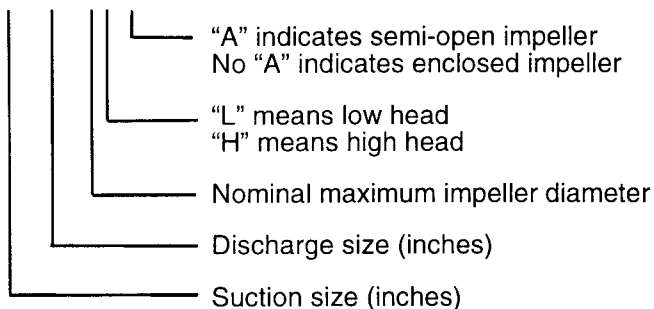 “A” indicates semi-open impeller
No “A” indicates enclosed impeller
“L” means low head
“H” means high head
Nominal maximum impeller diameter
Discharge size (inches)
Suction size (inches)